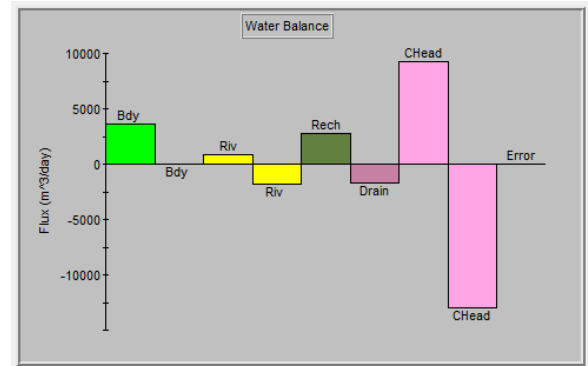 Water Balance
10000
5000
0
-5000
-10000
Flux (m^3/day)
Bdy
Bdy
Riv
Riv
Rech
Drain
CHead
CHead
Error